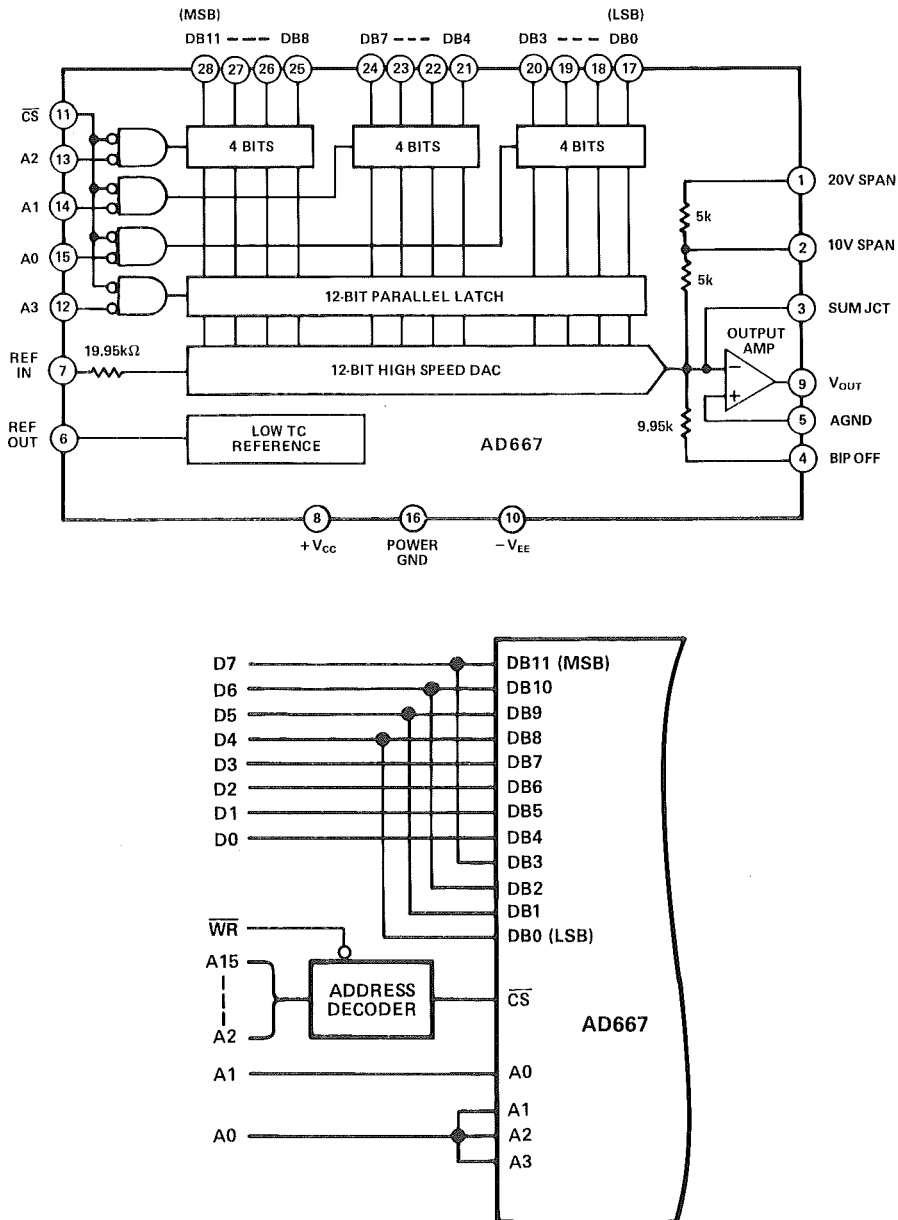 (MSB) (LSB)
DB11 DB8 DB7 DB4 DB3 DB0
28 27 26 25 24 23 22 21 20 19 18 17
CS 11
4 BITS 4 BITS 4 BITS
A2 13
1 20V SPAN
A1 14
5k
2 10V SPAN
A0 15
5k
12-BIT PARALLEL LATCH
A3 12
3 SUM JCT
OUTPUT
AMP
REF
IN
7 19.95kΩ
12-BIT HIGH SPEED DAC
−
+
9 VOUT
5 AGND
9.95k
REF
OUT
6
LOW TC
REFERENCE
AD667
4 BIP OFF
8 16 10
+VCC POWER
GND
−VEE
D7 DB11 (MSB)
D6 DB10
D5 DB9
D4 DB8
D3 DB7
D2 DB6
D1 DB5
D0 DB4
DB3
DB2
DB1
WR DB0 (LSB)
A15
ADDRESS
DECODER
CS
A2
AD667
A1 A0
A1
A0 A2
A3